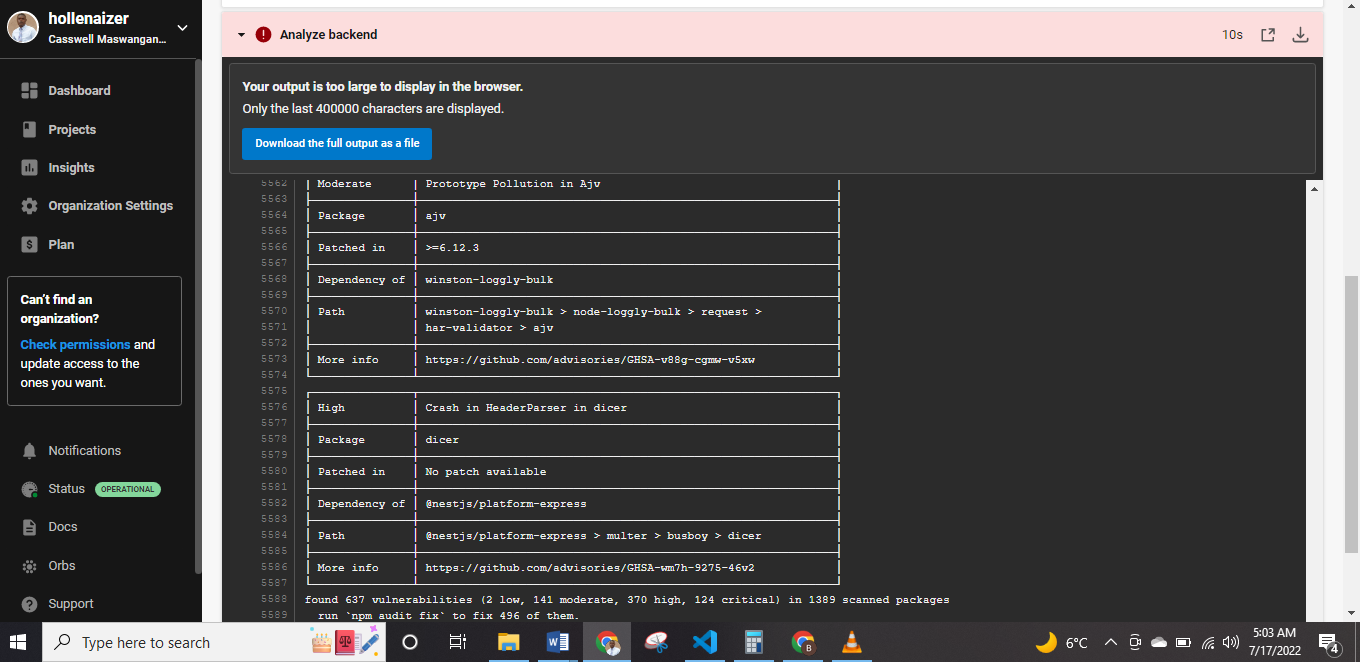 hollenaizer
Casswell Maswangan...
Dashboard
Projects
Insights
Organization Settings
Plan
Can't find an
organization?
Check permissions and
update access to the
ones you want.
Notifications
Status OPERATIONAL
Docs
Orbs
Support
Analyze backend
10s
Your output is too large to display in the browser.
Only the last 400000 characters are displayed.
Download the full output as a file
5562 Moderate Prototype Pollution in Ajv
5563
5564 Package ajv
5565
5566 Patched in >=6.12.3
5567
5568 Dependency of winston-loggly-bulk
5569
5570 Path winston-loggly-bulk > node-loggly-bulk > request >
5571 har-validator > ajv
5572
5573 More info https://github.com/advisories/GHSA-v88g-cgmw-v5xw
5574
5575
5576 High Crash in HeaderParser in dicer
5577
5578 Package dicer
5579
5580 Patched in No patch available
5581
5582 Dependency of @nestjs/platform-express
5583
5584 Path @nestjs/platform-express > multer > busboy > dicer
5585
5586 More info https://github.com/advisories/GHSA-wm7h-9275-46v2
5587
5588 found 637 vulnerabilities (2 low, 141 moderate, 370 high, 124 critical) in 1389 scanned packages
5589 run `npm audit fix` to fix 496 of them.
Type here to search
6°C
5:03 AM
7/17/2022
4